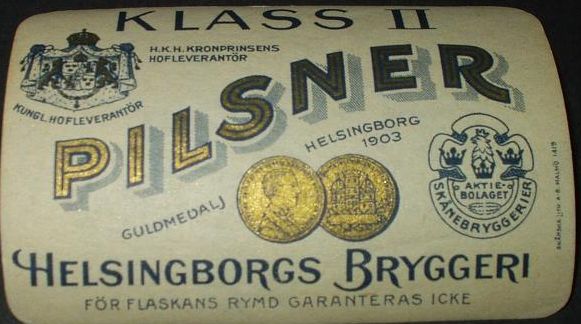 KLASS II
H.K.H. KRONPRINSENS
HOFLEVERANTÖR
KUNGL. HOFLEVERANTÖR
PILSNER
HELSINGBORG
1903
GULDMEDALJ
AKTIE-
BOLAGET
SKÅNEBRYGGERIER
HELSINGBORGS BRYGGERI
FÖR FLASKANS RYMD GARANTERAS ICKE